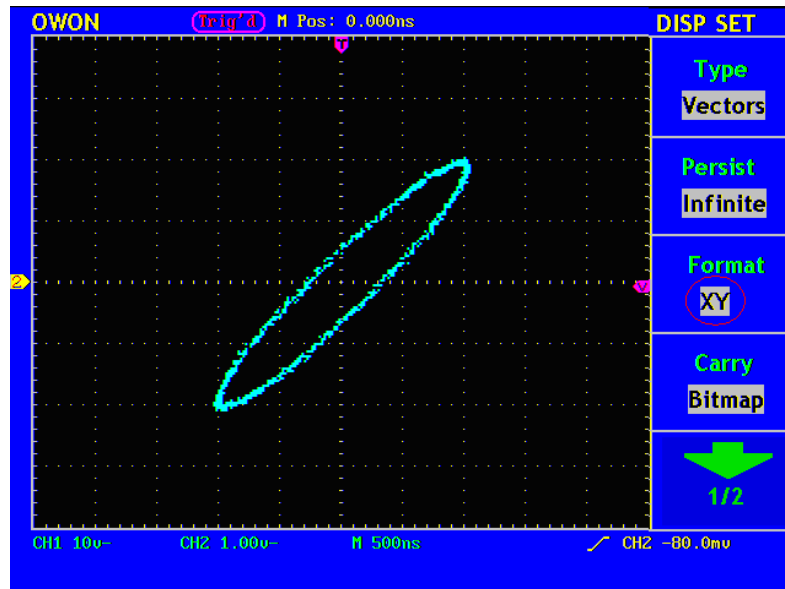 OWON Trig'd M Pos: 0.000ns DISP SET
T
Type
Vectors
Persist
Infinite
2
Format
XY
Carry
Bitmap
1/2
CH1 10v- CH2 1.00v- M 500ns CH2 -80.0mv